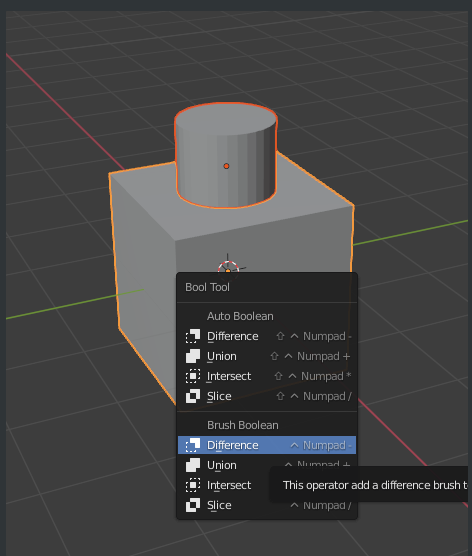 Bool Tool
Auto Boolean
Difference ⇧ ^ Numpad -
Union ⇧ ^ Numpad +
Intersect ⇧ ^ Numpad *
Slice ⇧ ^ Numpad /
Brush Boolean
Difference ^ Numpad -
Union ^ Numpad +
Intersect
This operator add a difference brush t
Slice ^ Numpad /